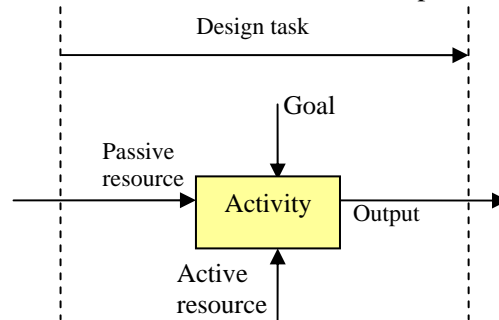 Design task
Goal
Passive
resource
Activity
Output
Active
resource